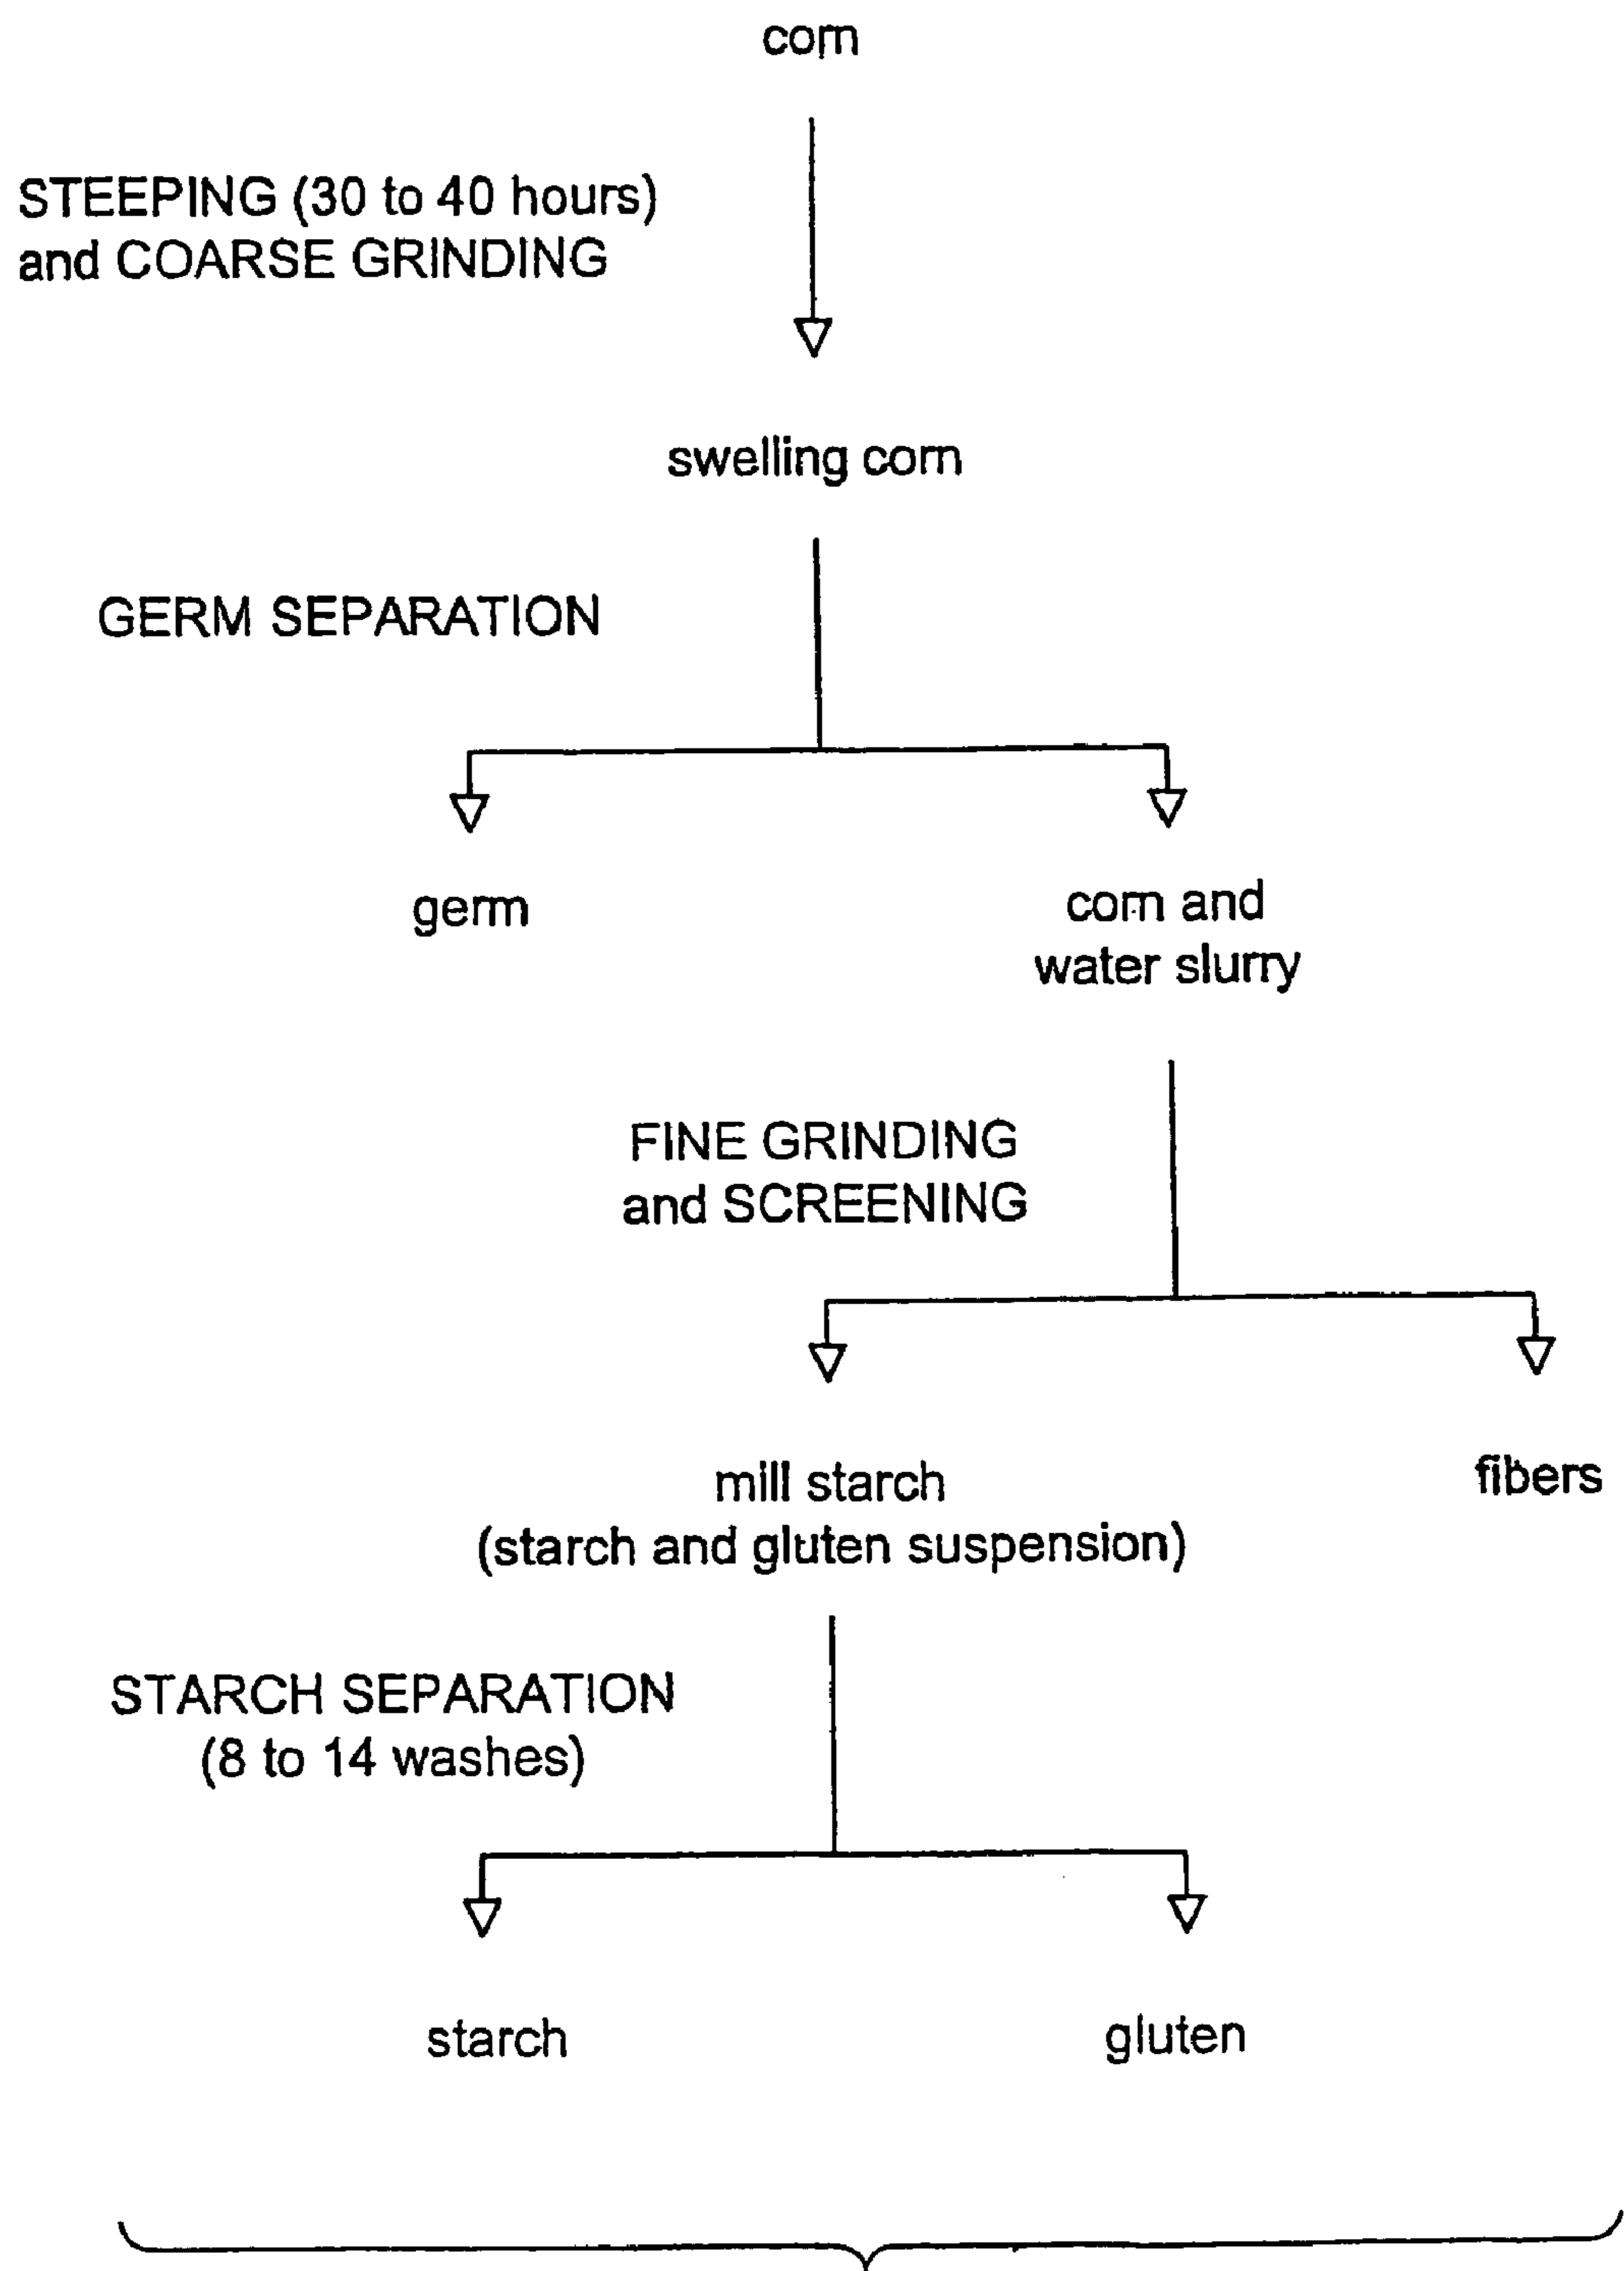 corn
STEEPING (30 to 40 hours)
and COARSE GRINDING
swelling corn
GERM SEPARATION
germ
corn and
water slurry
FINE GRINDING
and SCREENING
mill starch
(starch and gluten suspension)
fibers
STARCH SEPARATION
(8 to 14 washes)
starch
gluten